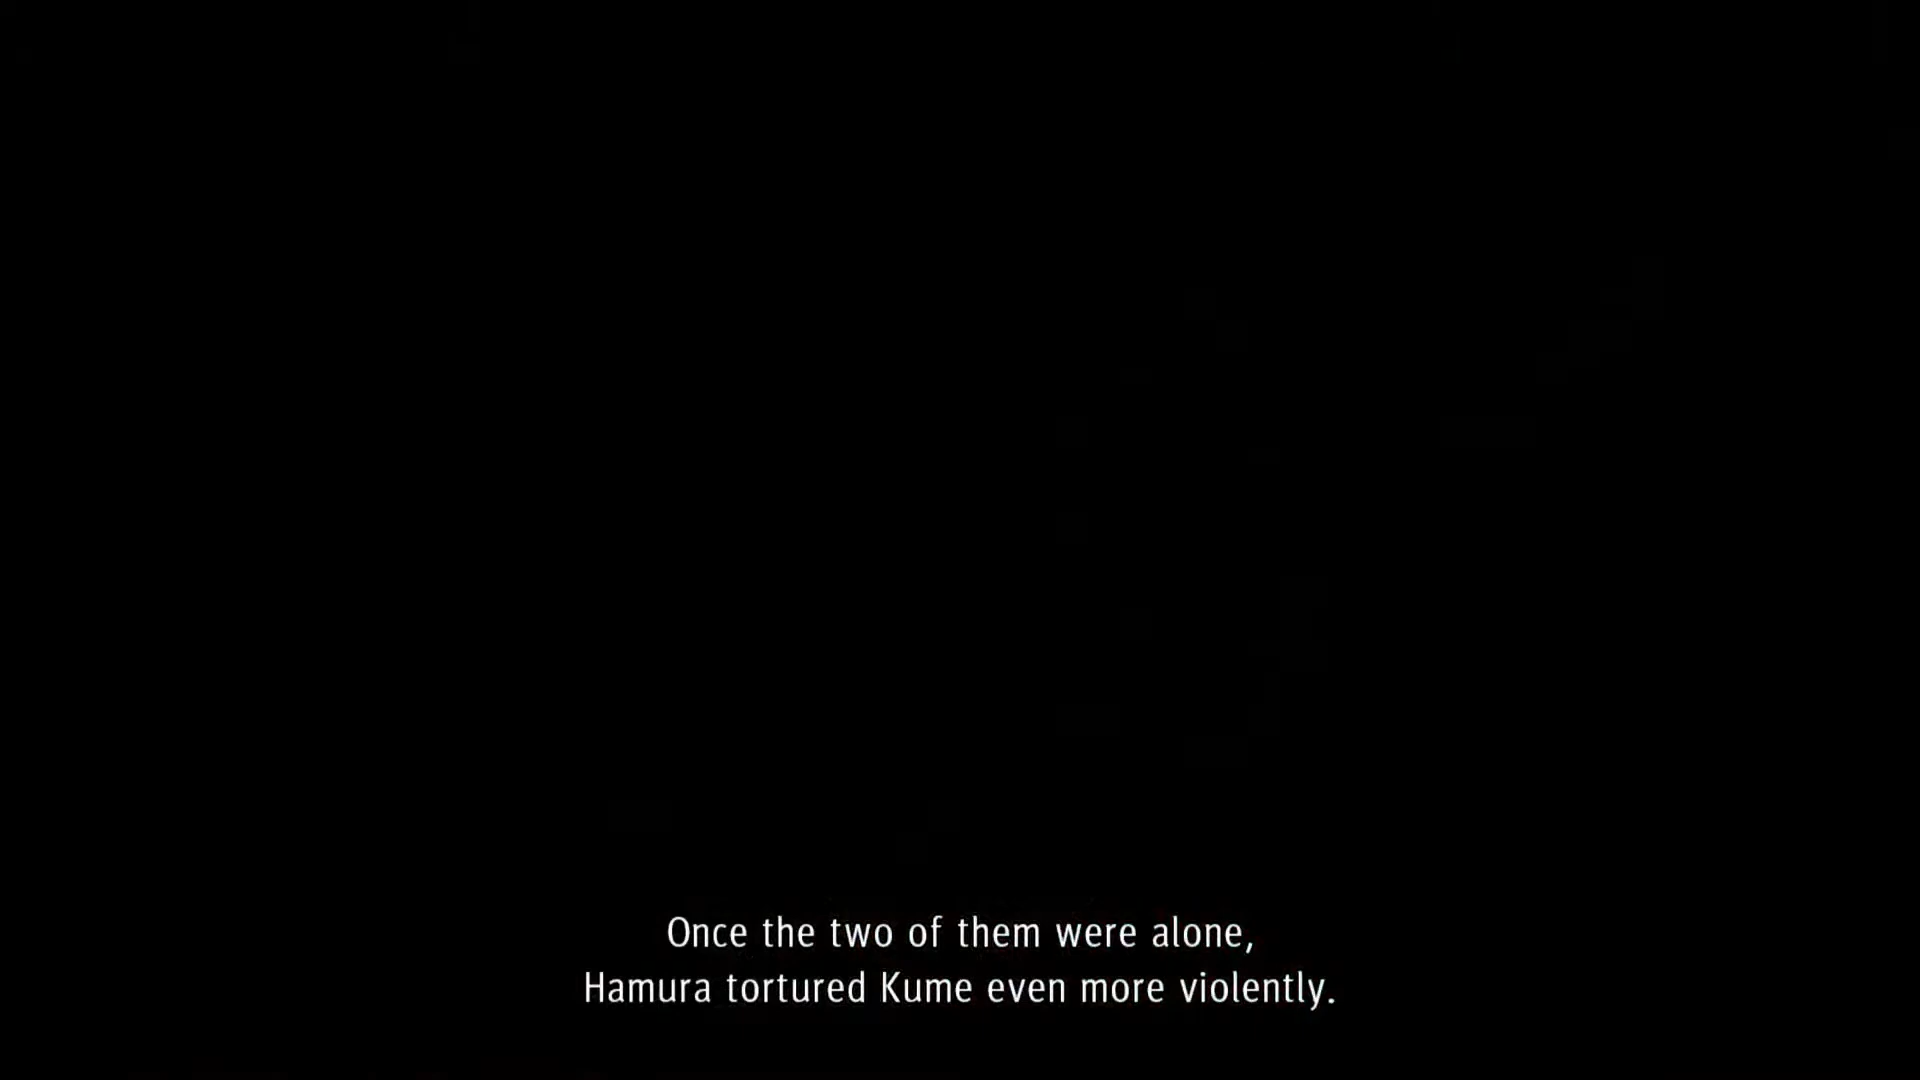 Once the two of them were alone,
Hamura tortured Kume even more violently.